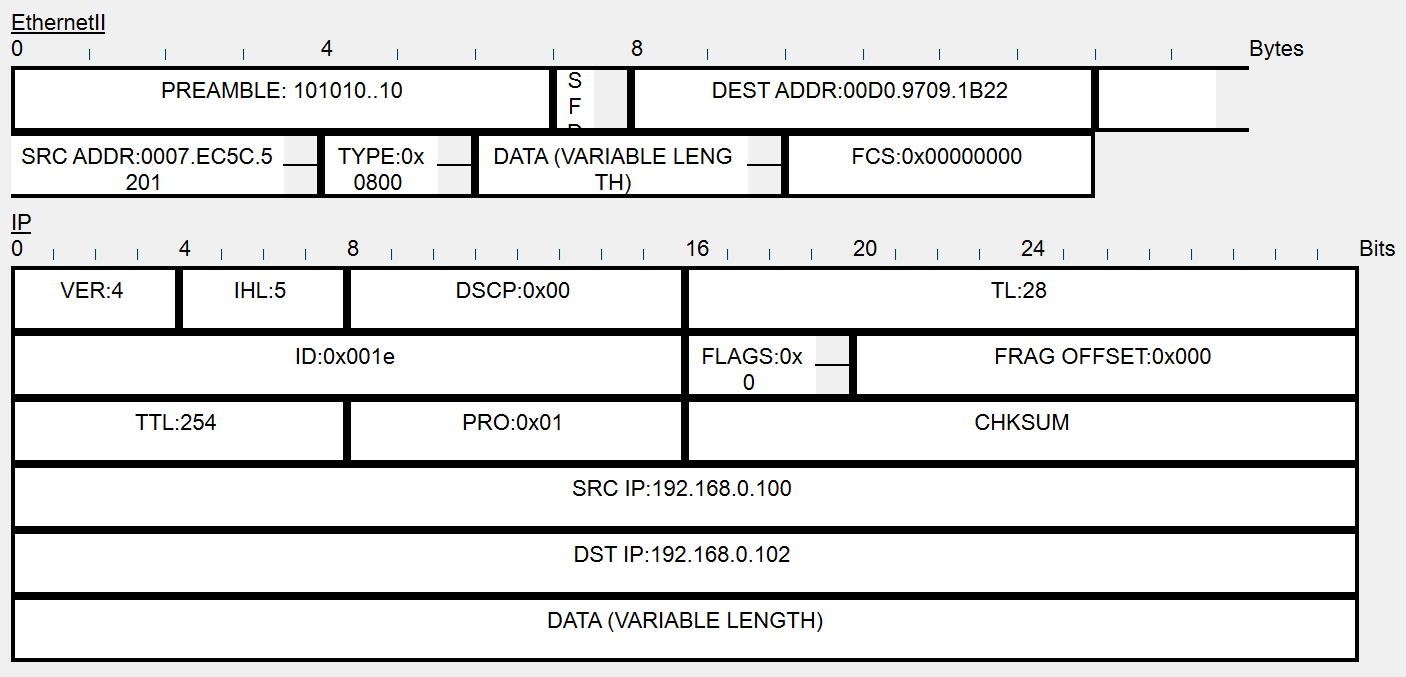 EthernetII
0 4 8 Bytes
PREAMBLE: 101010..10
S
F
DEST ADDR:00D0.9709.1B22
SRC ADDR:0007.EC5C.5
201
TYPE:0x
0800
DATA (VARIABLE LENG
TH)
FCS:0x00000000
IP
0 4 8 16 20 24 Bits
VER:4 IHL:5 DSCP:0x00 TL:28
ID:0x001e
FLAGS:0x
0
FRAG OFFSET:0x000
TTL:254 PRO:0x01 CHKSUM
SRC IP:192.168.0.100
DST IP:192.168.0.102
DATA (VARIABLE LENGTH)